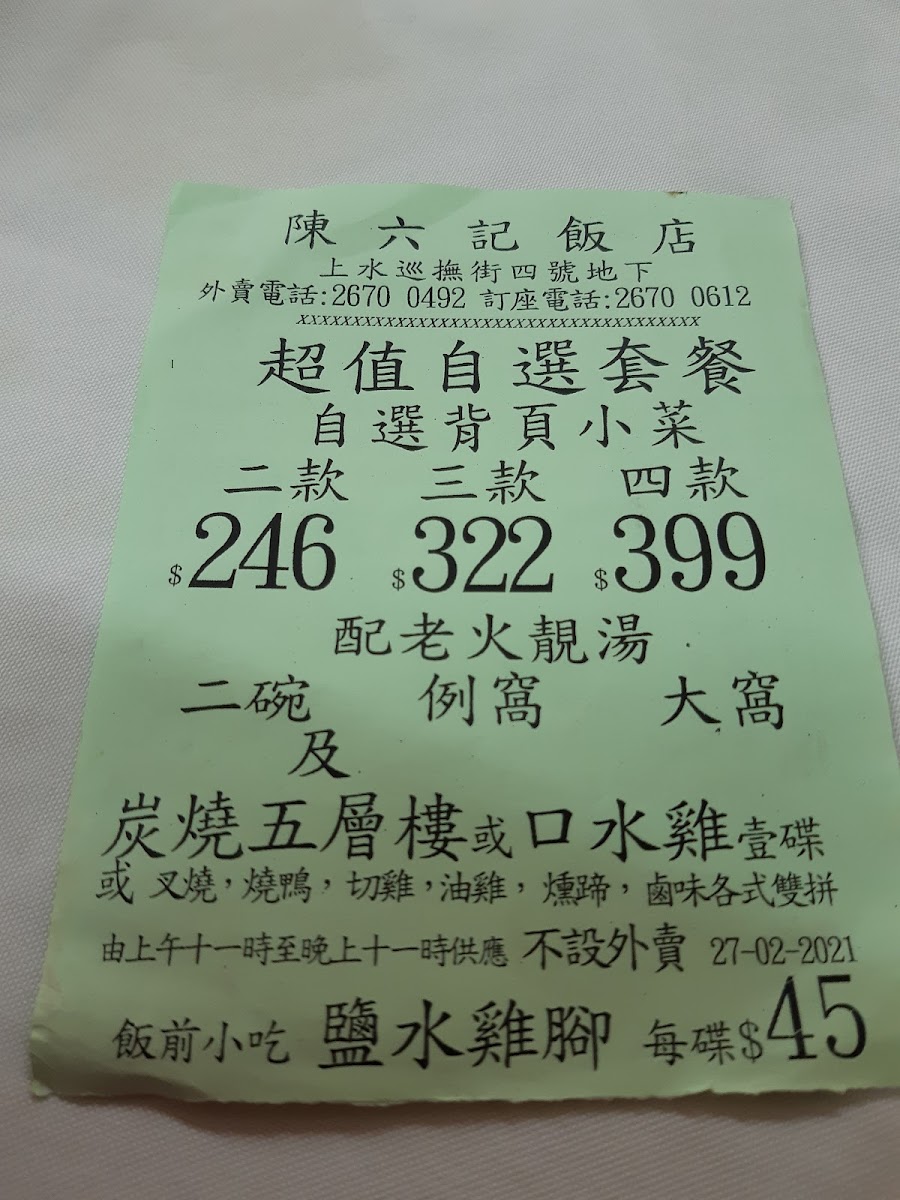 陳六記飯店
上水巡撫街四號地下
外賣電話:2670 0492 訂座電話:2670 0612
xxxxxxxxxxxxxxxxxxxxxxxxxxxxxxxxxxxxx
超值自選套餐
自選背頁小菜
二款 三款 四款
$246 $322 $399
配老火靚湯
二碗 例窩 大窩
及
炭燒五層樓或口水雞壹碟
或 叉燒，燒鴨，切雞，油雞，燻蹄，鹵味各式雙拼
由上午十一時至晚上十一時供應 不設外賣 27-02-2021
飯前小吃 鹽水雞腳 每碟$45